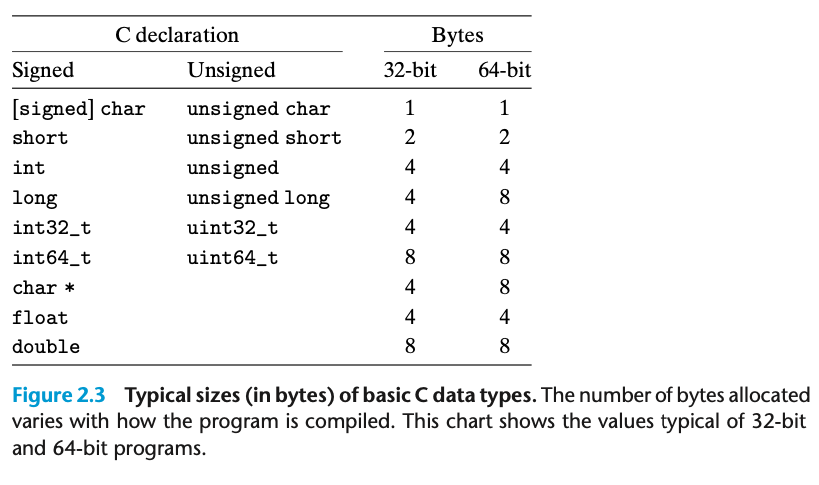 C declaration Bytes
Signed Unsigned 32-bit 64-bit
[signed] char unsigned char 1 1
short unsigned short 2 2
int unsigned 4 4
long unsigned long 4 8
int32_t uint32_t 4 4
int64_t uint64_t 8 8
char * 4 8
float 4 4
double 8 8
Figure 2.3 Typical sizes (in bytes) of basic C data types. The number of bytes allocated
varies with how the program is compiled. This chart shows the values typical of 32-bit
and 64-bit programs.